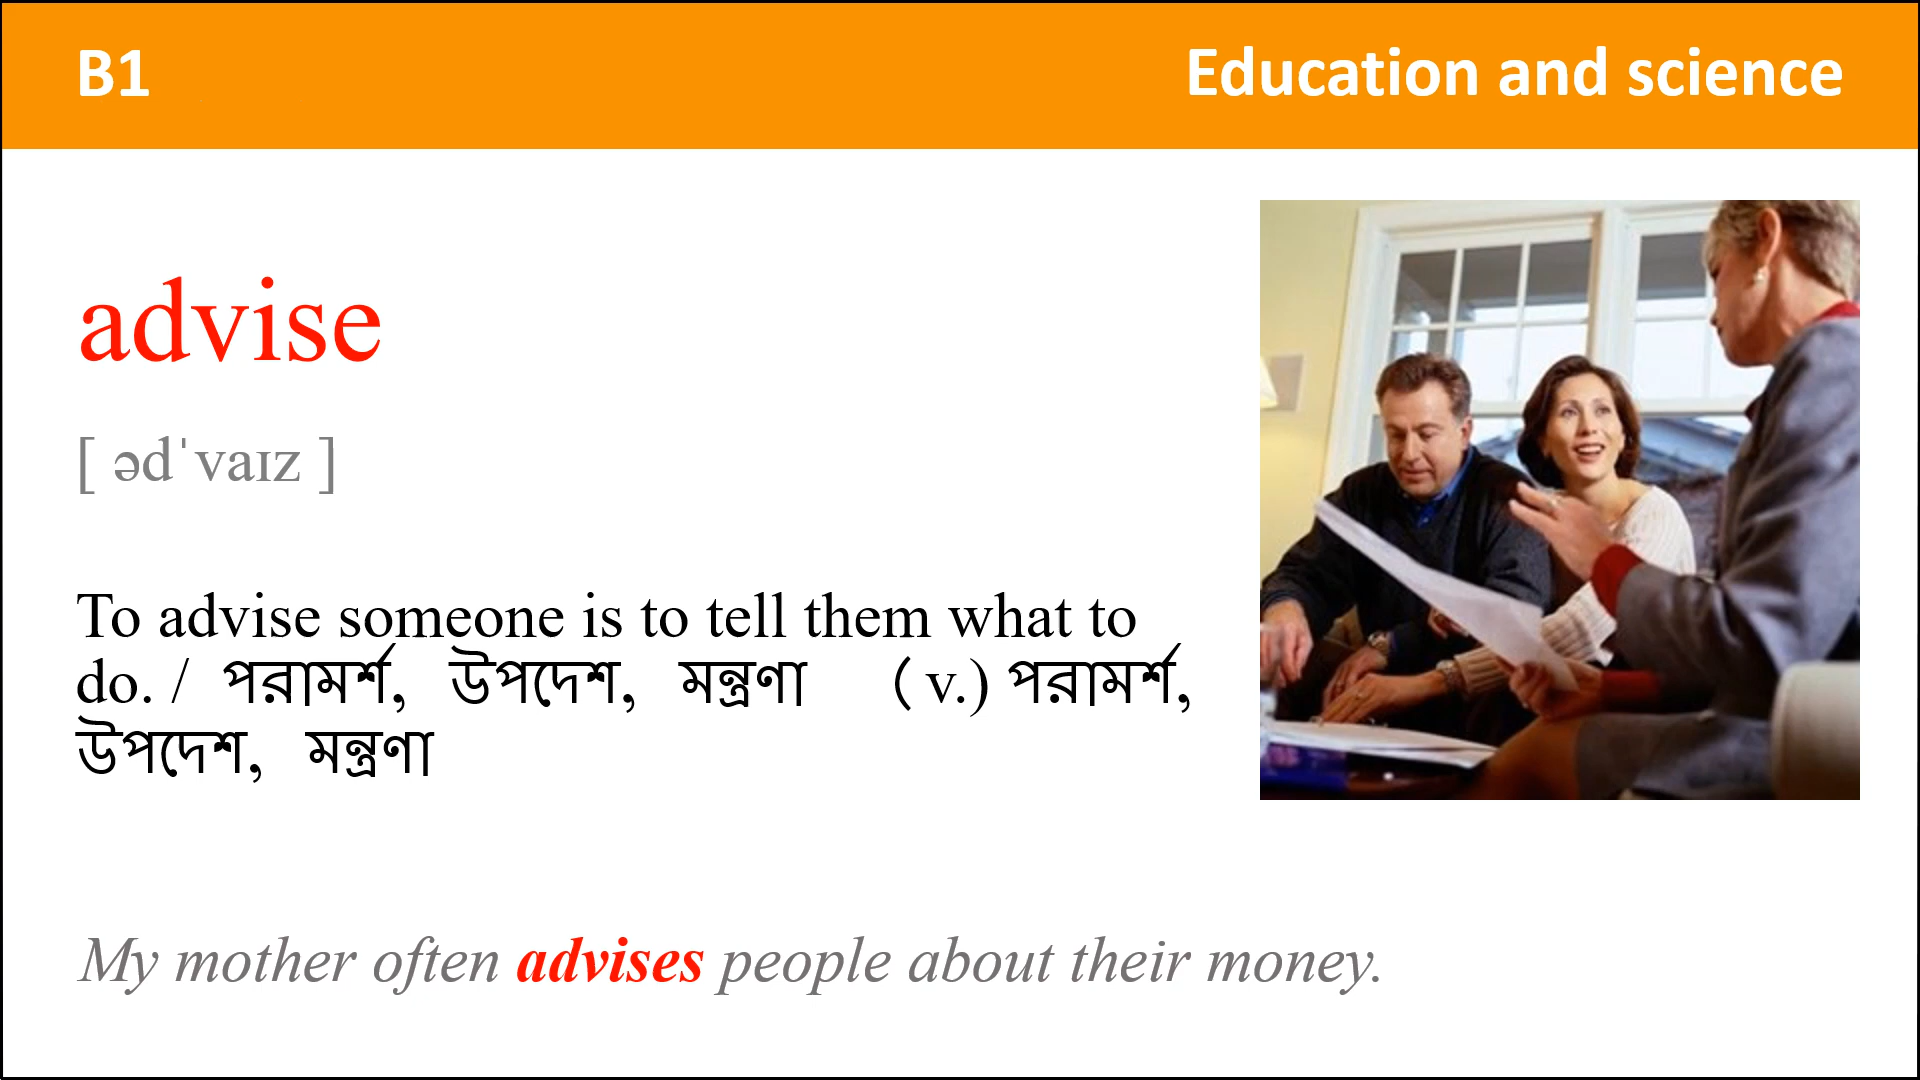 B1
Education and science
advise
[ ədˈvaɪz ]
To advise someone is to tell them what to
do. / পরামর্শ, উপদেশ, মন্ত্রণা ( v.) পরামর্শ,
উপদেশ, মন্ত্রণা
My mother often advises people about their money.